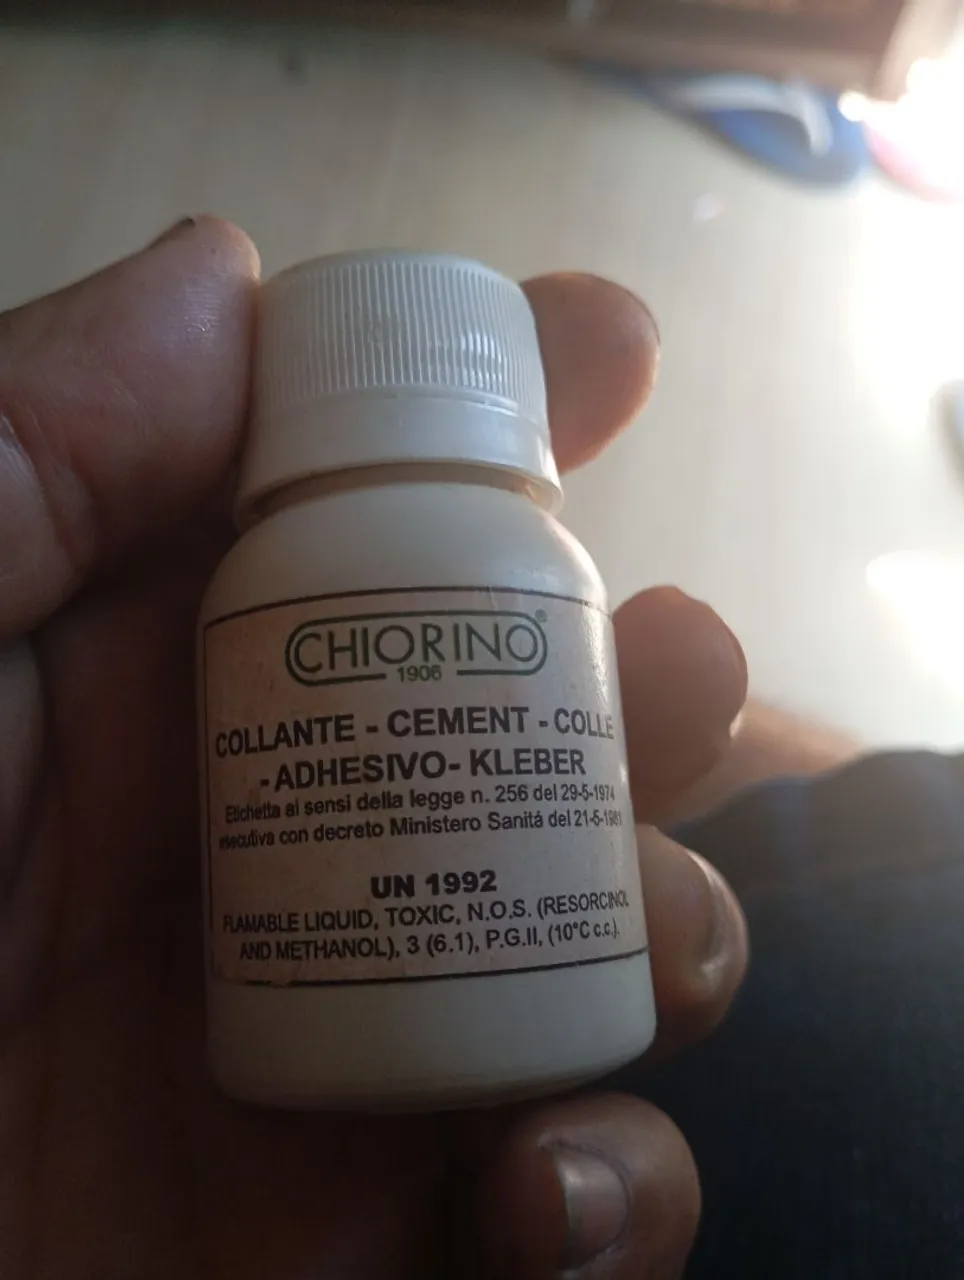 CHIORINO®
1906
COLLANTE - CEMENT - COLLE
- ADHESIVO- KLEBER
Etichetta ai sensi della legge n. 256 del 29-5-1974
esecutiva con decreto Ministero Sanitá del 21-5-1981
UN 1992
FLAMABLE LIQUID, TOXIC, N.O.S. (RESORCINOL
AND METHANOL), 3 (6.1), P.G.II, (10°C c.c.).